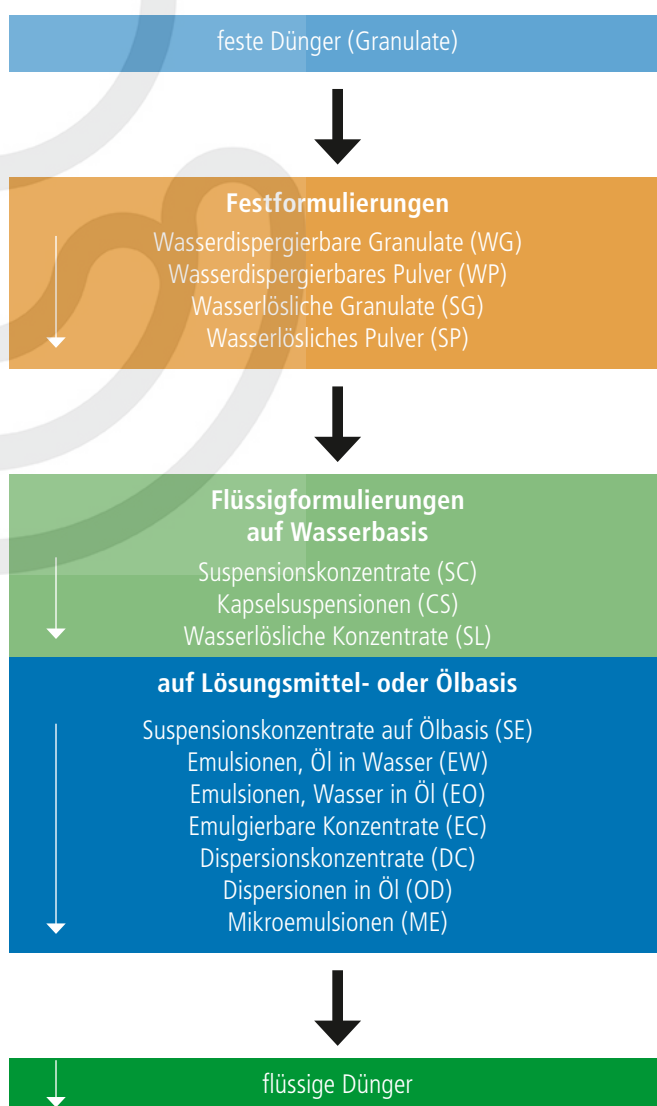 feste Dünger (Granulate)
Festformulierungen
Wasserdispergierbare Granulate (WG)
Wasserdispergierbares Pulver (WP)
Wasserlösliche Granulate (SG)
Wasserlösliches Pulver (SP)
Flüssigformulierungen
auf Wasserbasis
Suspensionskonzentrate (SC)
Kapselsuspensionen (CS)
Wasserlösliche Konzentrate (SL)
auf Lösungsmittel- oder Ölbasis
Suspensionskonzentrate auf Ölbasis (SE)
Emulsionen, Öl in Wasser (EW)
Emulsionen, Wasser in Öl (EO)
Emulgierbare Konzentrate (EC)
Dispersionskonzentrate (DC)
Dispersionen in Öl (OD)
Mikroemulsionen (ME)
flüssige Dünger